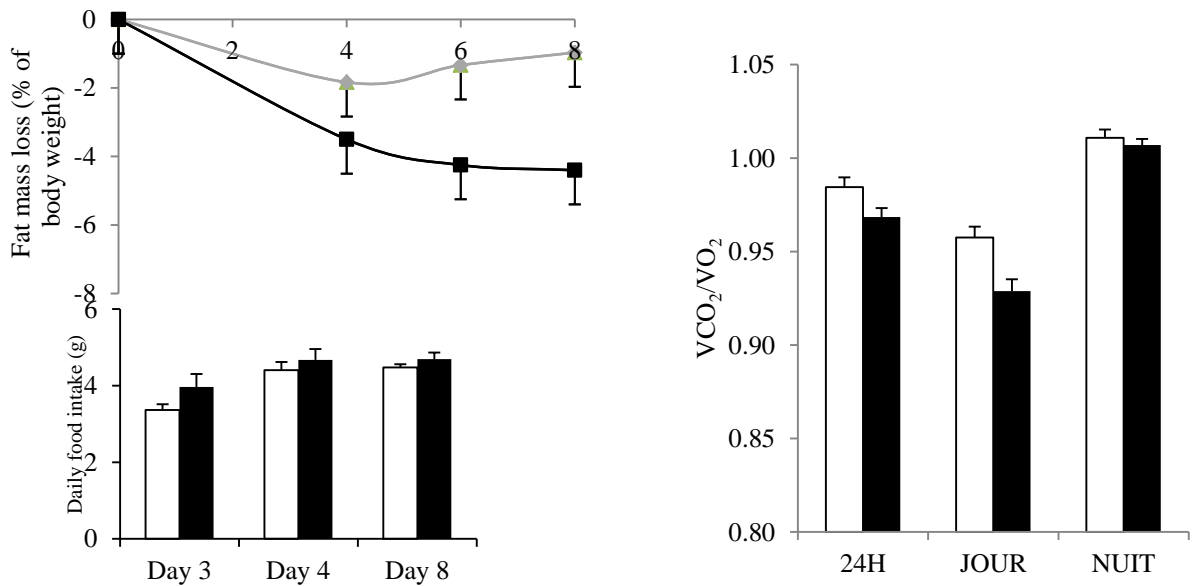 0
-2
-4
-6
-8
0 2 4 6 8
Fat mass loss (% of
body weight)
6
4
2
0
Daily food intake (g)
Day 3 Day 4 Day 8
1.05
1.00
0.95
0.90
0.85
0.80
VCO₂/VO₂
24H JOUR NUIT